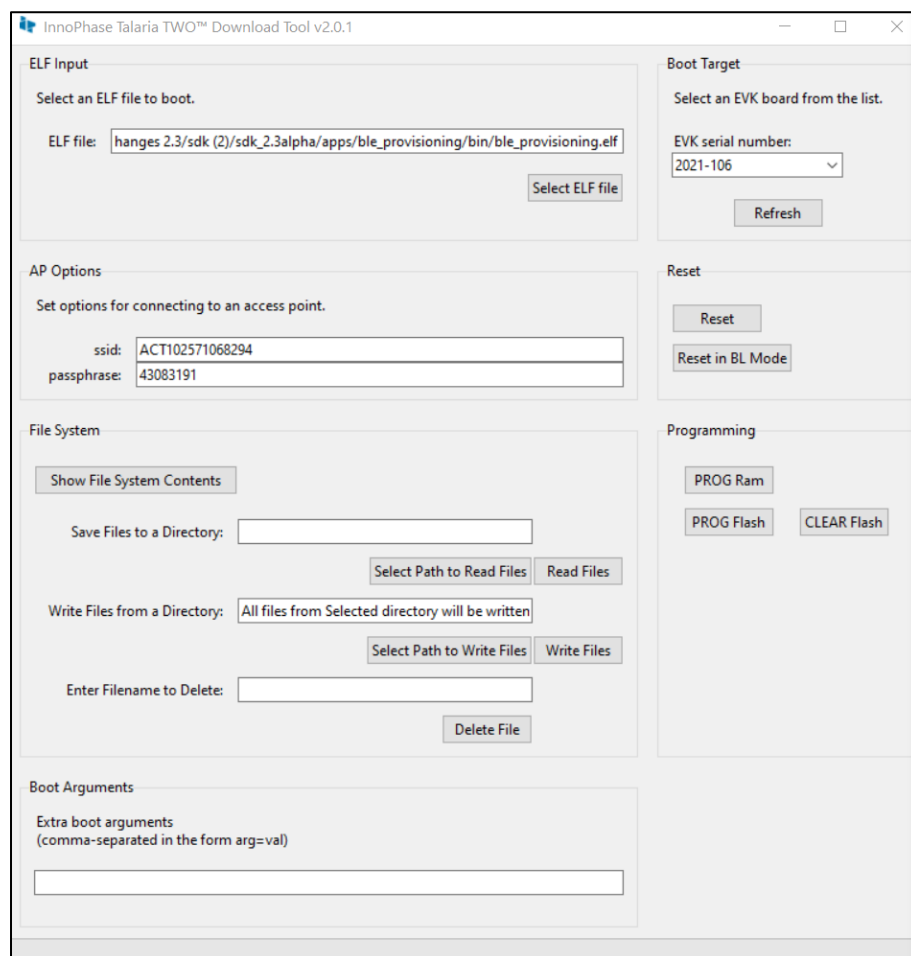 InnoPhase Talaria TWO™ Download Tool v2.0.1
ELF Input
Select an ELF file to boot.
ELF file: hanges 2.3/sdk (2)/sdk_2.3alpha/apps/ble_provisioning/bin/ble_provisioning.elf
Select ELF file
Boot Target
Select an EVK board from the list.
EVK serial number:
2021-106
Refresh
AP Options
Set options for connecting to an access point.
ssid: ACT102571068294
passphrase: 43083191
Reset
Reset
Reset in BL Mode
File System
Show File System Contents
Save Files to a Directory:
Select Path to Read Files Read Files
Write Files from a Directory: All files from Selected directory will be written
Select Path to Write Files Write Files
Enter Filename to Delete:
Delete File
Programming
PROG Ram
PROG Flash CLEAR Flash
Boot Arguments
Extra boot arguments
(comma-separated in the form arg=val)